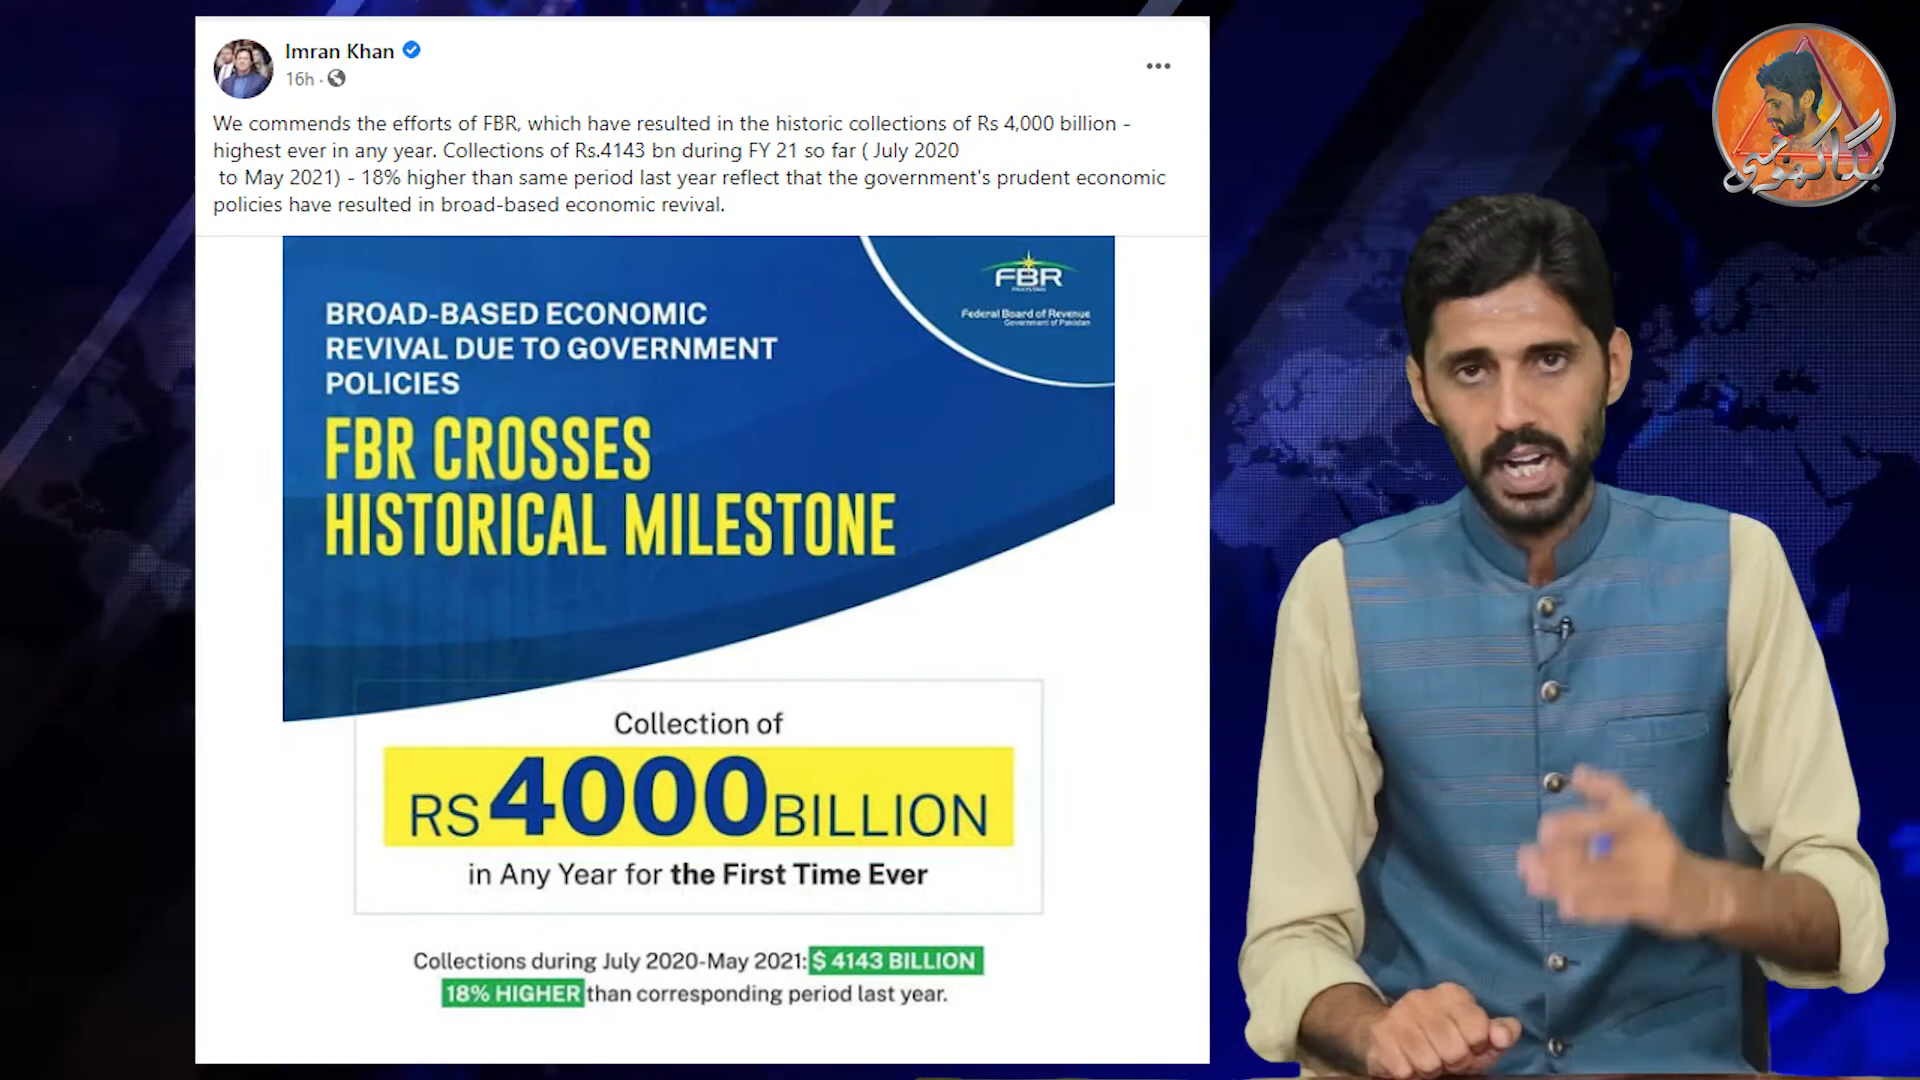 Imran Khan
16h ·
We commends the efforts of FBR, which have resulted in the historic collections of Rs 4,000 billion -
highest ever in any year. Collections of Rs.4143 bn during FY 21 so far ( July 2020
to May 2021) - 18% higher than same period last year reflect that the government's prudent economic
policies have resulted in broad-based economic revival.
FBR
PAKISTAN
Federal Board of Revenue
Government of Pakistan
BROAD-BASED ECONOMIC
REVIVAL DUE TO GOVERNMENT
POLICIES
FBR CROSSES
HISTORICAL MILESTONE
Collection of
RS 4000 BILLION
in Any Year for the First Time Ever
Collections during July 2020-May 2021: $ 4143 BILLION
18% HIGHER than corresponding period last year.